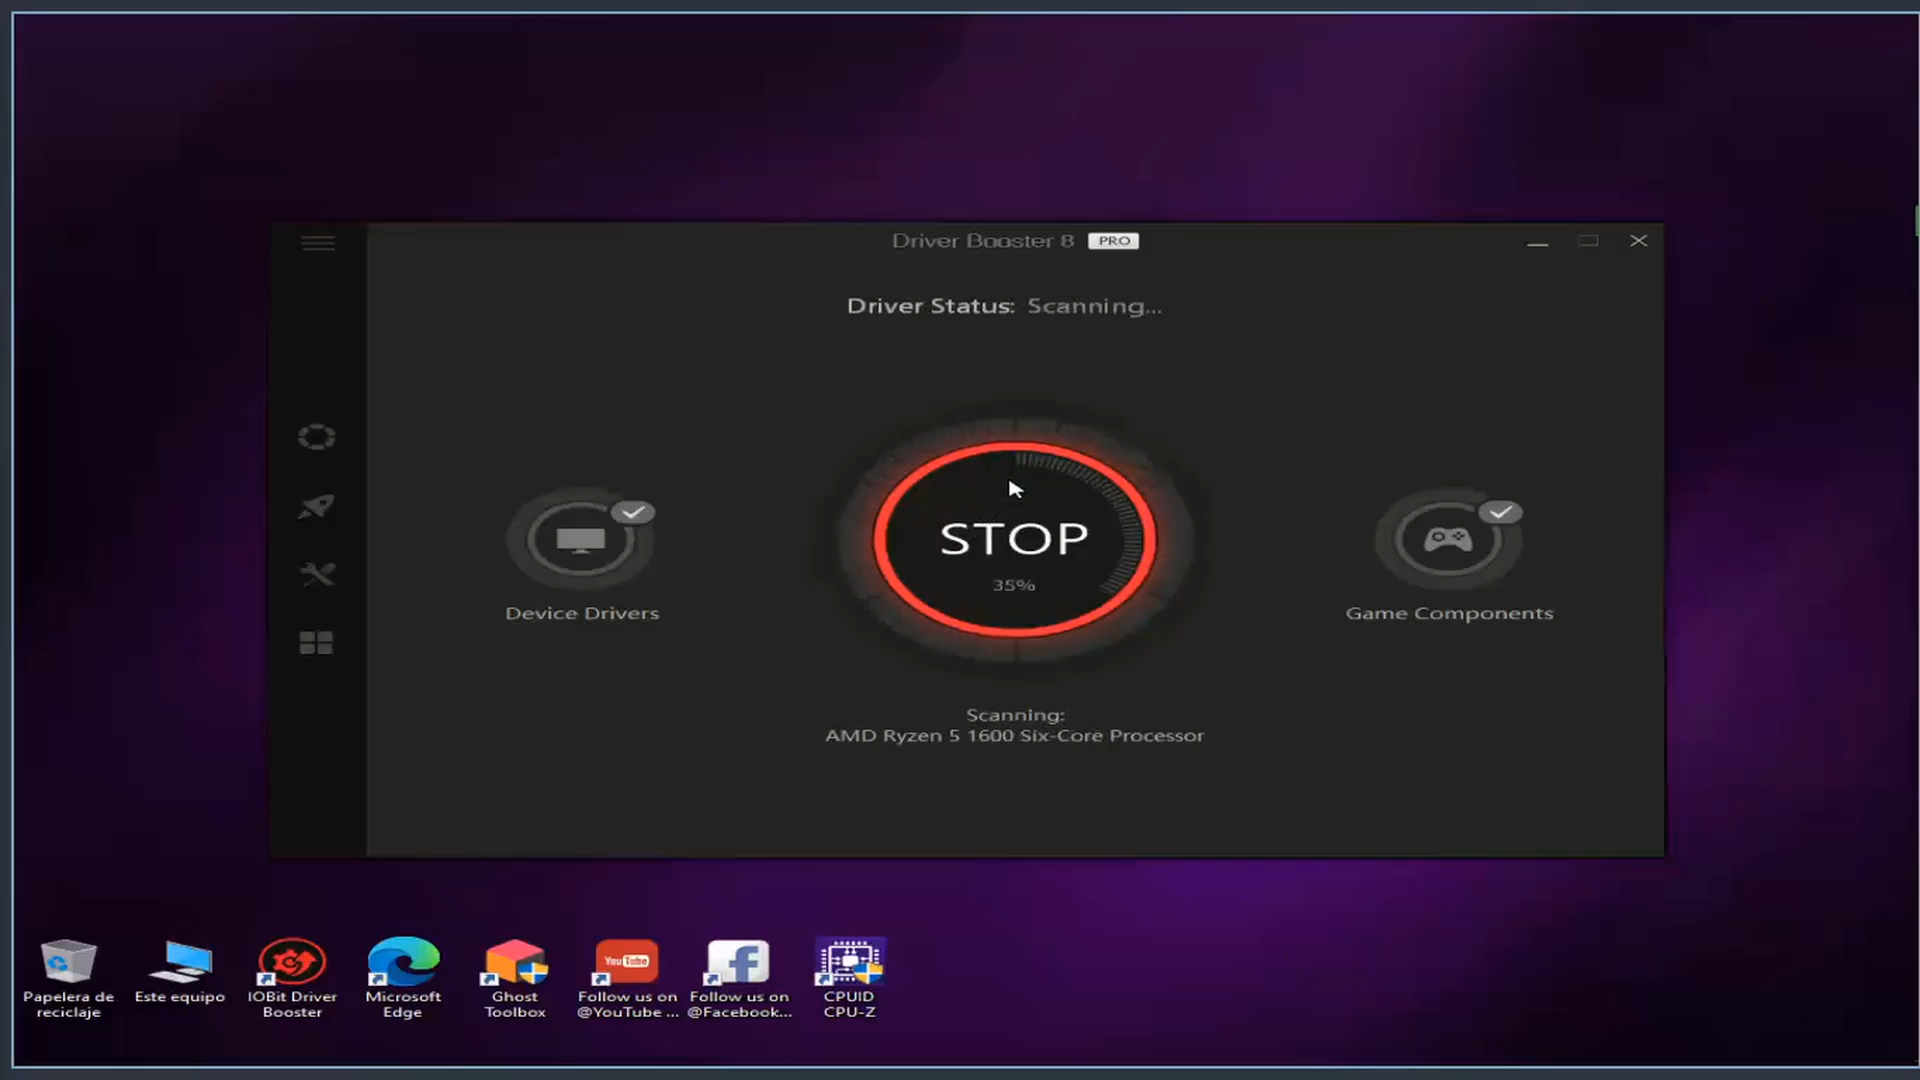 Driver Booster 8 PRO
Driver Status: Scanning...
STOP
35%
Device Drivers
Game Components
Scanning:
AMD Ryzen 5 1600 Six-Core Processor
Papelera de
reciclaje
Este equipo
IOBit Driver
Booster
Microsoft
Edge
Ghost
Toolbox
You Tube
Follow us on
@YouTube ...
Follow us on
@Facebook...
CPUID
CPU-Z